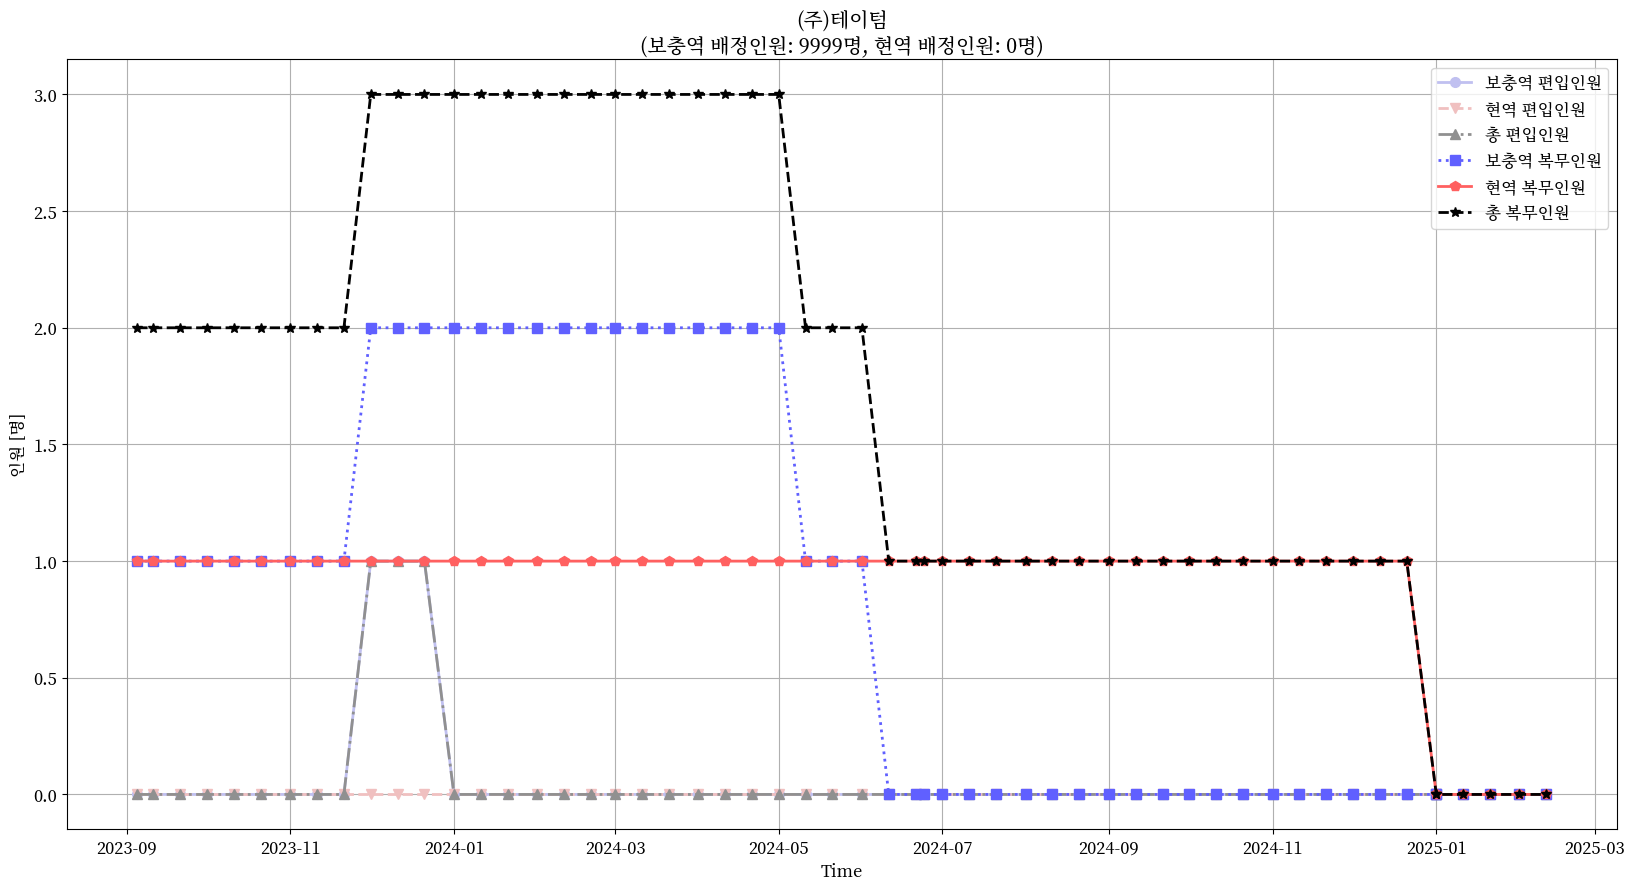 (주)테이텀
(보충역 배정인원: 9999명, 현역 배정인원: 0명)
보충역 편입인원
현역 편입인원
총 편입인원
보충역 복무인원
현역 복무인원
총 복무인원
인원 [명]
3.0
2.5
2.0
1.5
1.0
0.5
0.0
2023-09 2023-11 2024-01 2024-03 2024-05 2024-07 2024-09 2024-11 2025-01 2025-03
Time